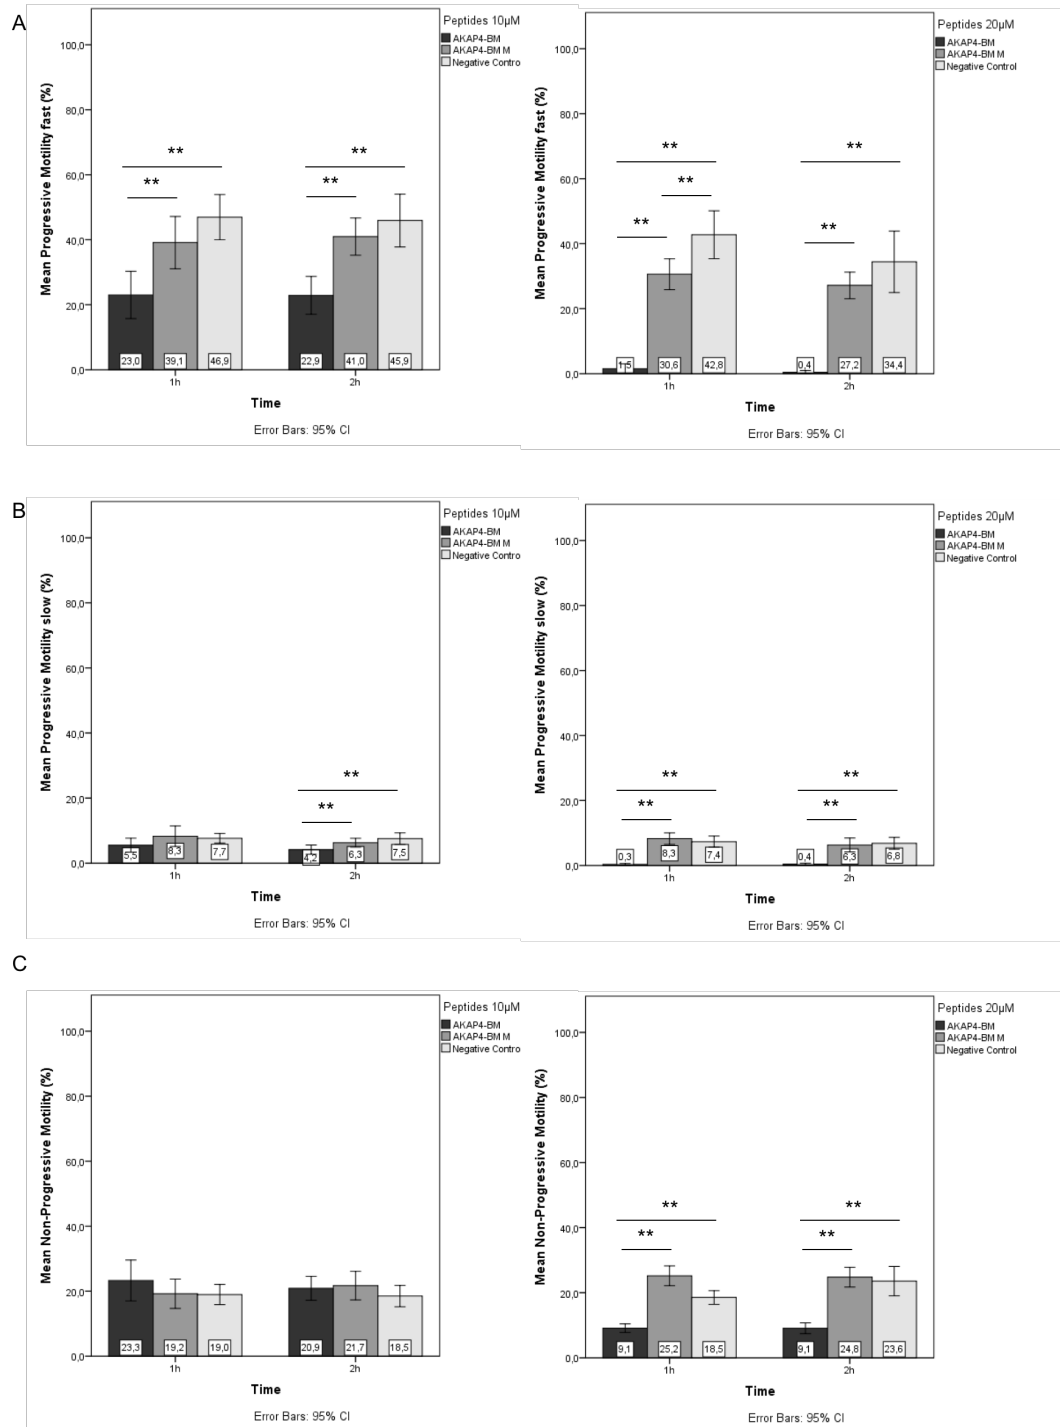 A
Peptides 10µM
AKAP4-BM
AKAP4-BM M
Negative Contro
Mean Progressive Motility fast (%)
100,0
80,0
60,0
40,0
20,0
0,0
** ** ** **
23,0 39,1 46,9 22,9 41,0 45,9
1h 2h
Time
Error Bars: 95% CI
Peptides 20µM
AKAP4-BM
AKAP4-BM M
Negative Control
Mean Progressive Motility fast (%)
100,0
80,0
60,0
40,0
20,0
0,0
** ** ** ** **
1,5 30,6 42,8 0,4 27,2 34,4
1h 2h
Time
Error Bars: 95% CI
B
Peptides 10µM
AKAP4-BM
AKAP4-BM M
Negative Contro
Mean Progressive Motility slow (%)
100,0
80,0
60,0
40,0
20,0
0,0
** **
5,5 8,3 7,7 4,2 6,3 7,5
1h 2h
Time
Error Bars: 95% CI
Peptides 20µM
AKAP4-BM
AKAP4-BM M
Negative Control
Mean Progressive Motility slow (%)
100,0
80,0
60,0
40,0
20,0
0,0
** ** ** **
0,3 8,3 7,4 0,4 6,3 6,8
1h 2h
Time
Error Bars: 95% CI
C
Peptides 10µM
AKAP4-BM
AKAP4-BM M
Negative Contro
Mean Non-Progressive Motility (%)
100,0
80,0
60,0
40,0
20,0
0,0
23,3 19,2 19,0 20,9 21,7 18,5
1h 2h
Time
Error Bars: 95% CI
Peptides 20µM
AKAP4-BM
AKAP4-BM M
Negative Control
Mean Non-Progressive Motility (%)
100,0
80,0
60,0
40,0
20,0
0,0
** ** ** **
9,1 25,2 18,5 9,1 24,8 23,6
1h 2h
Time
Error Bars: 95% CI